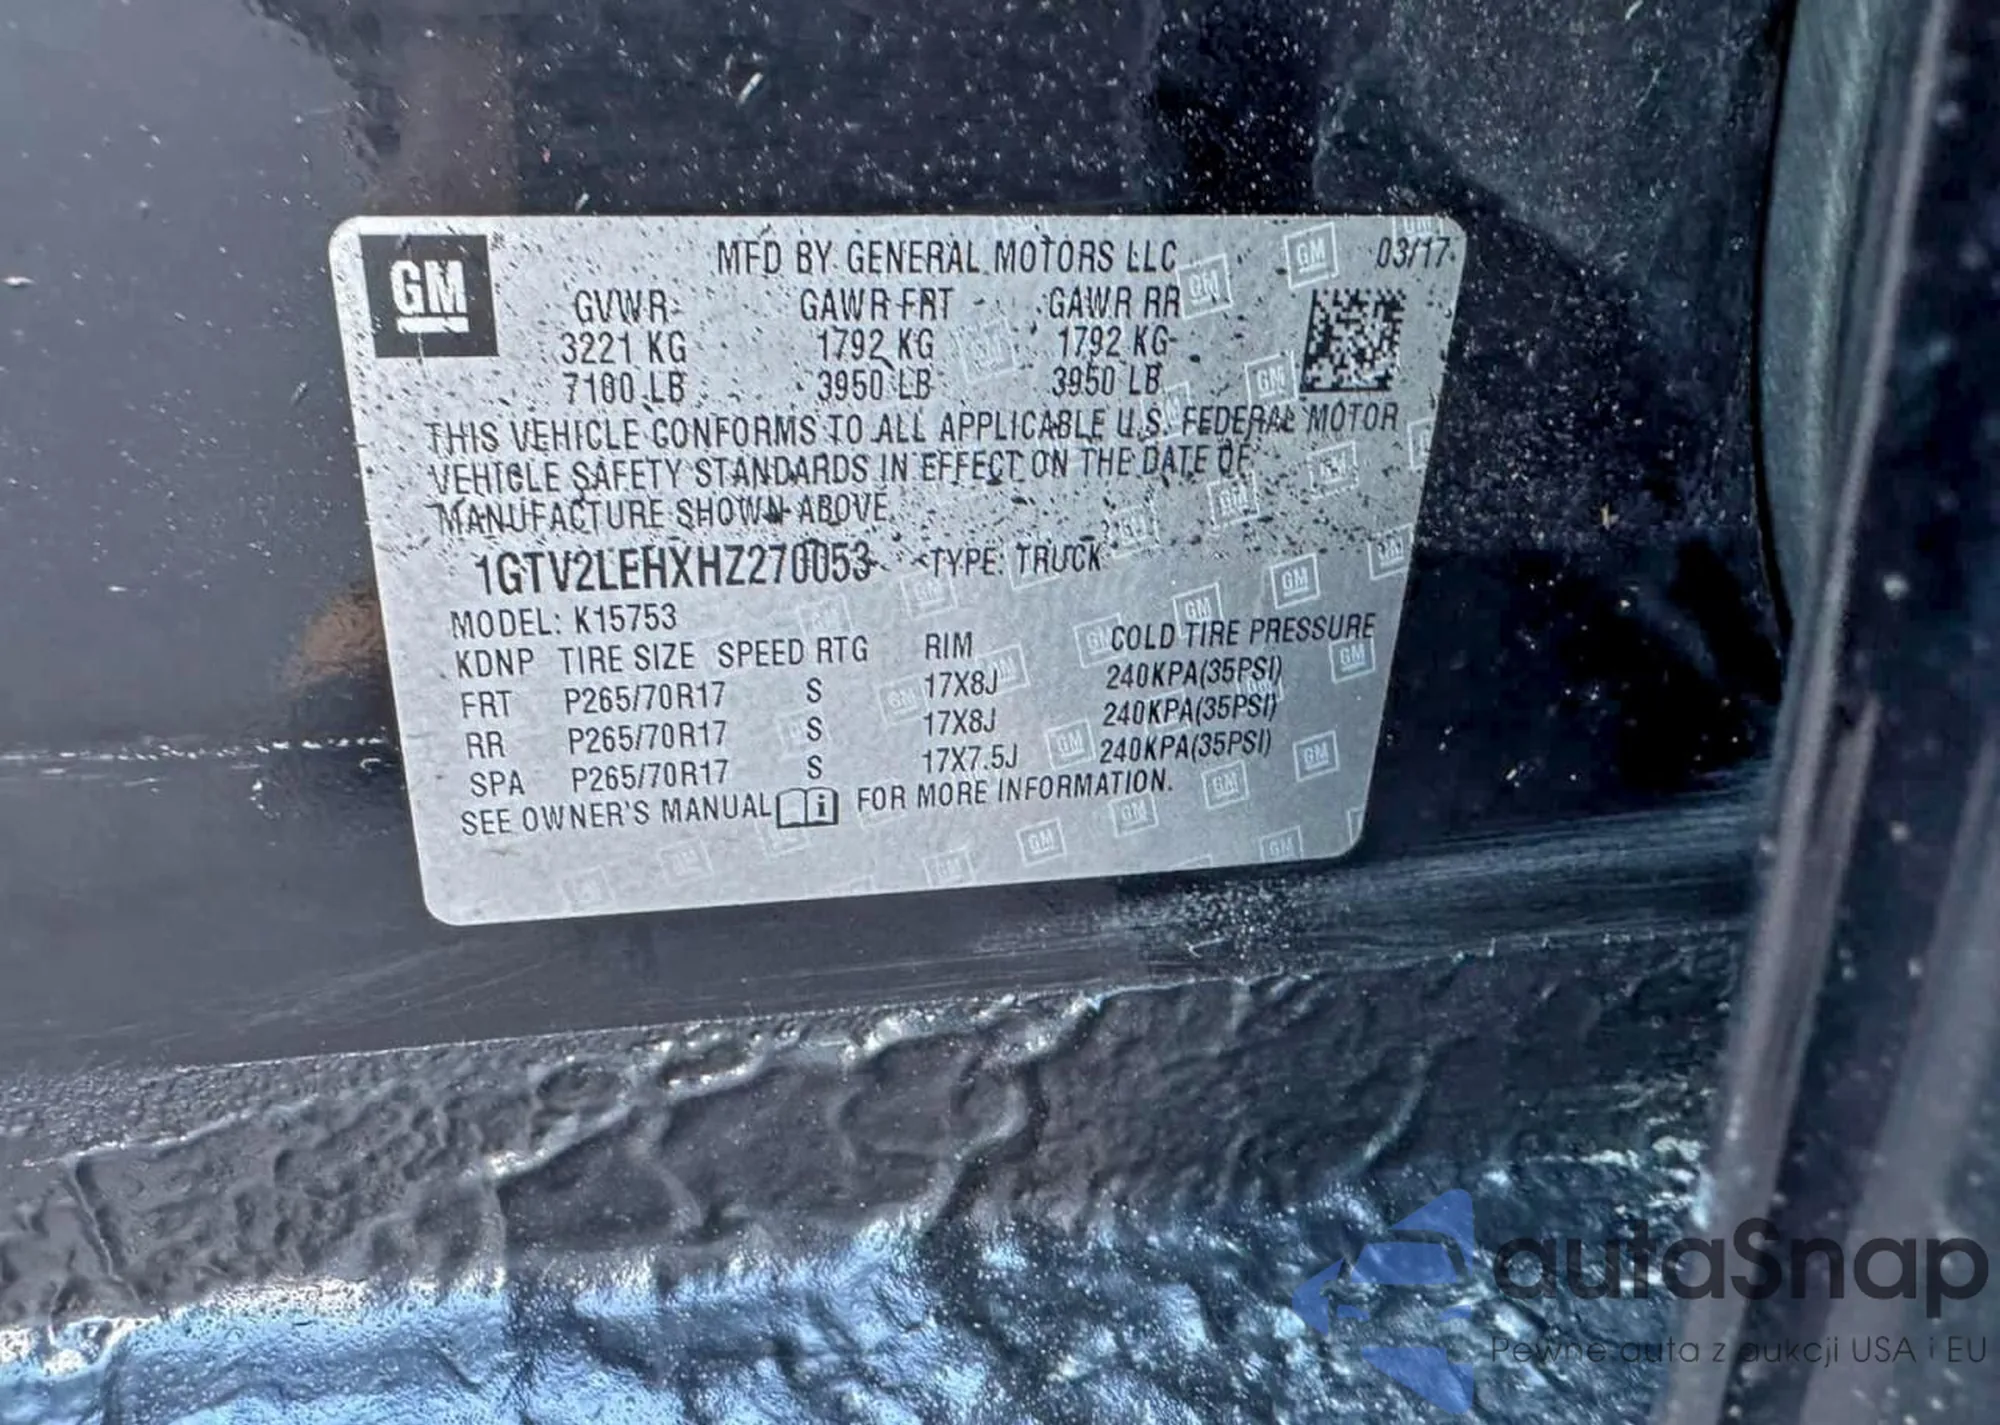 GM
MFD BY GENERAL MOTORS LLC 03/17
GVWR GAWR FRT GAWR RR
3221 KG 1792 KG 1792 KG
7100 LB 3950 LB 3950 LB
THIS VEHICLE CONFORMS TO ALL APPLICABLE U.S. FEDERAL MOTOR
VEHICLE SAFETY STANDARDS IN EFFECT ON THE DATE OF
MANUFACTURE SHOWN ABOVE.
1GTV2LEHXHZ270053 TYPE: TRUCK
MODEL: K15753
KDNP TIRE SIZE SPEED RTG RIM COLD TIRE PRESSURE
FRT P265/70R17 S 17X8J 240KPA(35PSI)
RR P265/70R17 S 17X8J 240KPA(35PSI)
SPA P265/70R17 S 17X7.5J 240KPA(35PSI)
SEE OWNER'S MANUAL i FOR MORE INFORMATION.
autaSnap
Pewne auta z aukcji USA i EU